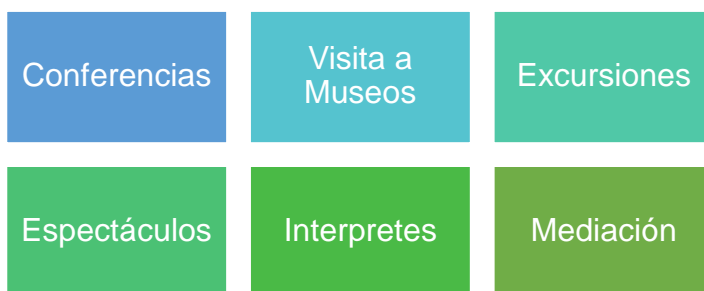 Conferencias
Visita a
Museos
Excursiones
Espectáculos
Interpretes
Mediación